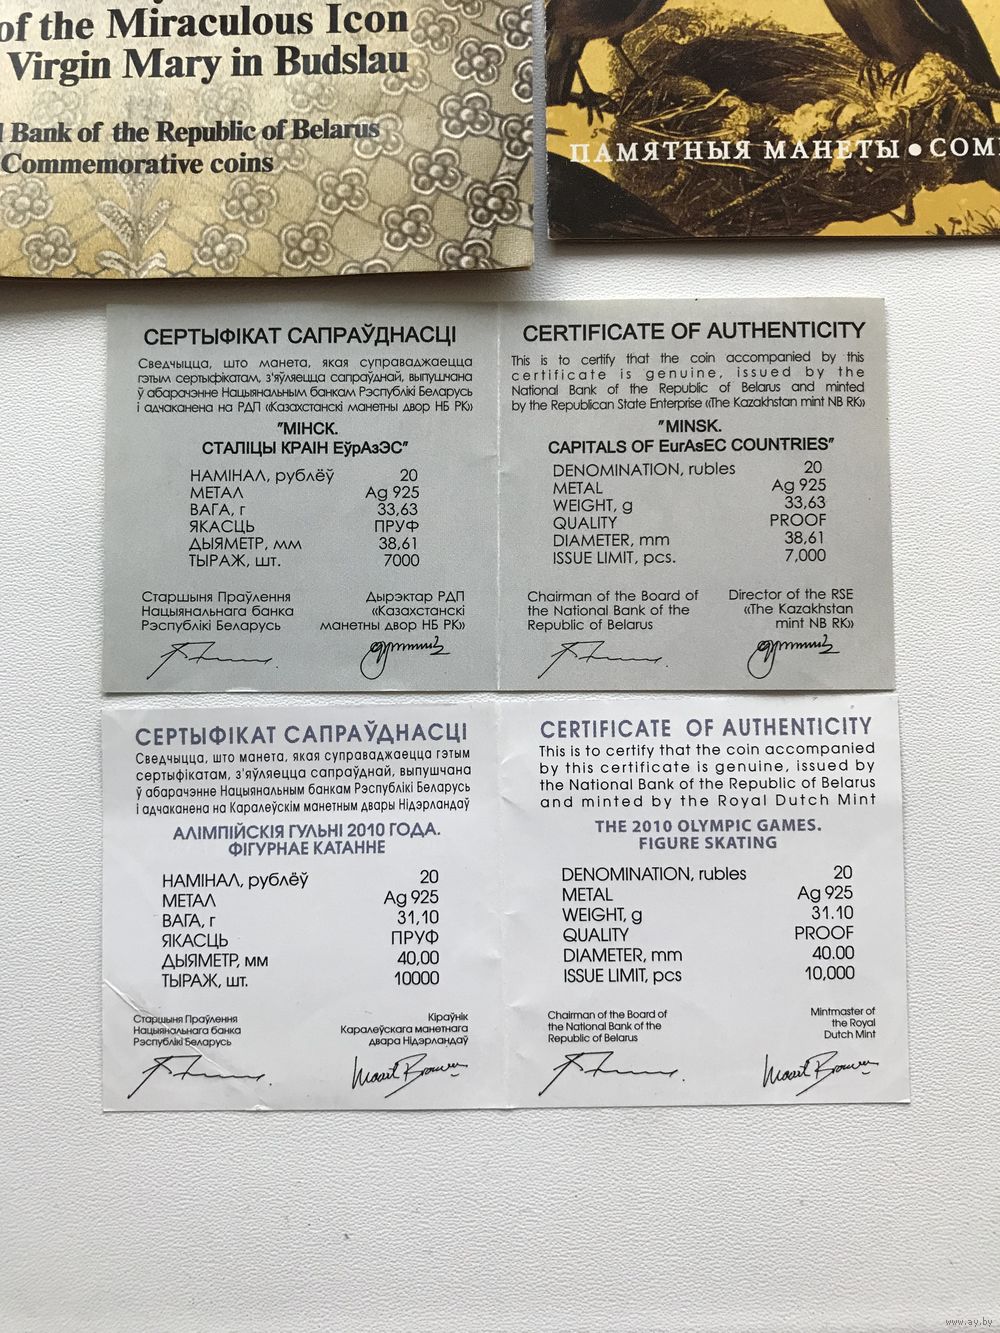 of the Miraculous Icon
Virgin Mary in Budslau
Bank of the Republic of Belarus
Commemorative coins
ПАМЯТНЫЯ МАНЕТЫ ● COM
СЕРТЫФІКАТ САПРАЎДНАСЦІ
Сведчыцца, што манета, якая суправаджаецца
гэтым сертыфікатам, з'яўляецца сапраўднай, выпушчана
ў абарачэнне Нацыянальным банкам Рэспублікі Беларусь
і адчаканена на РДП «Казахстанскі манетны двор НБ РК»
"МІНСК.
СТАЛІЦЫ КРАІН ЕўрАзЭС"
НАМІНАЛ, рублёў 20
МЕТАЛ Ag 925
ВАГА, г 33,63
ЯКАСЦЬ ПРУФ
ДЫЯМЕТР, мм 38,61
ТЫРАЖ, шт. 7000
Старшыня Праўлення
Нацыянальнага банка
Рэспублікі Беларусь
Дырэктар РДП
«Казахстанскі
манетны двор НБ РК»
CERTIFICATE OF AUTHENTICITY
This is to certify that the coin accompanied by this
certificate is genuine, issued by the
National Bank of the Republic of Belarus and minted
by the Republican State Enterprise «The Kazakhstan mint NB RK»
"MINSK.
CAPITALS OF EurAsEC COUNTRIES"
DENOMINATION, rubles 20
METAL Ag 925
WEIGHT, g 33,63
QUALITY PROOF
DIAMETER, mm 38,61
ISSUE LIMIT, pcs. 7,000
Chairman of the Board of
the National Bank of the
Republic of Belarus
Director of the RSE
«The Kazakhstan
mint NB RK»
СЕРТЫФІКАТ САПРАЎДНАСЦІ
Сведчыцца, што манета, якая суправаджаецца гэтым
сертыфікатам, з'яўляецца сапраўднай, выпушчана
ў абарачэнне Нацыянальным банкам Рэспублікі Беларусь
і адчаканена на Каралеўскім манетным двары Нідэрландаў
АЛІМПІЙСКІЯ ГУЛЬНІ 2010 ГОДА.
ФІГУРНАЕ КАТАННЕ
НАМІНАЛ, рублёў 20
МЕТАЛ Ag 925
ВАГА, г 31,10
ЯКАСЦЬ ПРУФ
ДЫЯМЕТР, мм 40,00
ТЫРАЖ, шт. 10000
Старшыня Праўлення
Нацыянальнага банка
Рэспублікі Беларусь
Кіраўнік
Каралеўскага манетнага
двара Нідэрландаў
CERTIFICATE OF AUTHENTICITY
This is to certify that the coin accompanied
by this certificate is genuine, issued by
the National Bank of the Republic of Belarus
and minted by the Royal Dutch Mint
THE 2010 OLYMPIC GAMES.
FIGURE SKATING
DENOMINATION, rubles 20
METAL Ag 925
WEIGHT, g 31.10
QUALITY PROOF
DIAMETER, mm 40.00
ISSUE LIMIT, pcs 10,000
Chairman of the Board of
the National Bank of the
Republic of Belarus
Mintmaster of
the Royal
Dutch Mint
www.ay.by